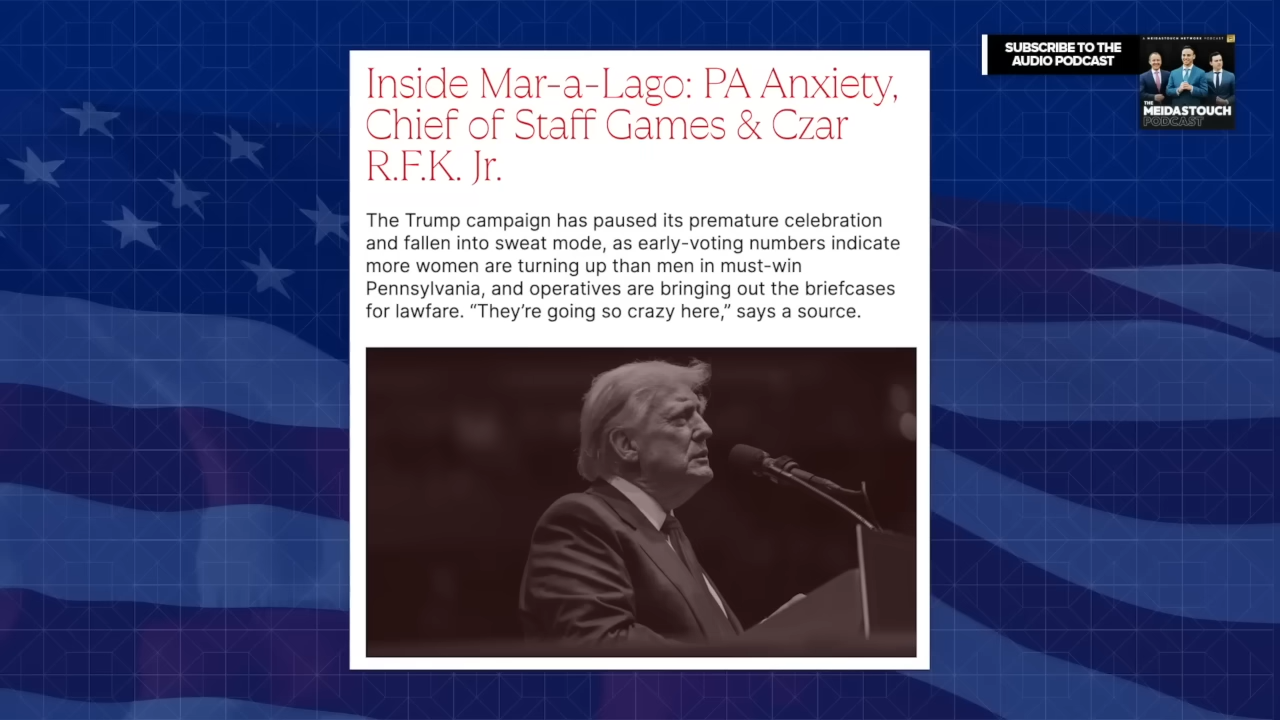 Inside Mar-a-Lago: PA Anxiety,
Chief of Staff Games & Czar
R.F.K. Jr.
The Trump campaign has paused its premature celebration
and fallen into sweat mode, as early-voting numbers indicate
more women are turning up than men in must-win
Pennsylvania, and operatives are bringing out the briefcases
for lawfare. “They’re going so crazy here,” says a source.
SUBSCRIBE TO THE
AUDIO PODCAST
A MEIDASTOUCH NETWORK PODCAST
THE
MEIDASTOUCH
PODCAST